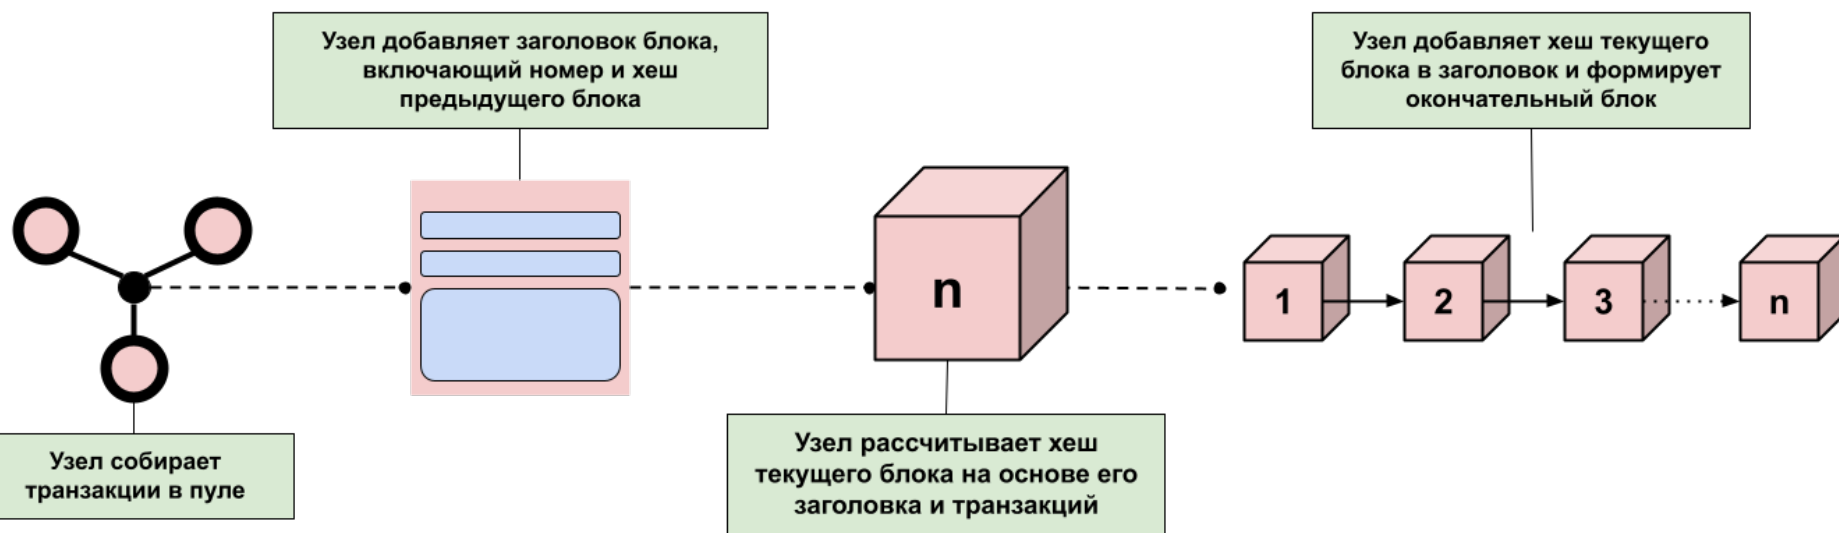 Узел добавляет заголовок блока,
включающий номер и хеш
предыдущего блока
Узел добавляет хеш текущего
блока в заголовок и формирует
окончательный блок
n
1
2
3
n
Узел собирает
транзакции в пуле
Узел рассчитывает хеш
текущего блока на основе его
заголовка и транзакций